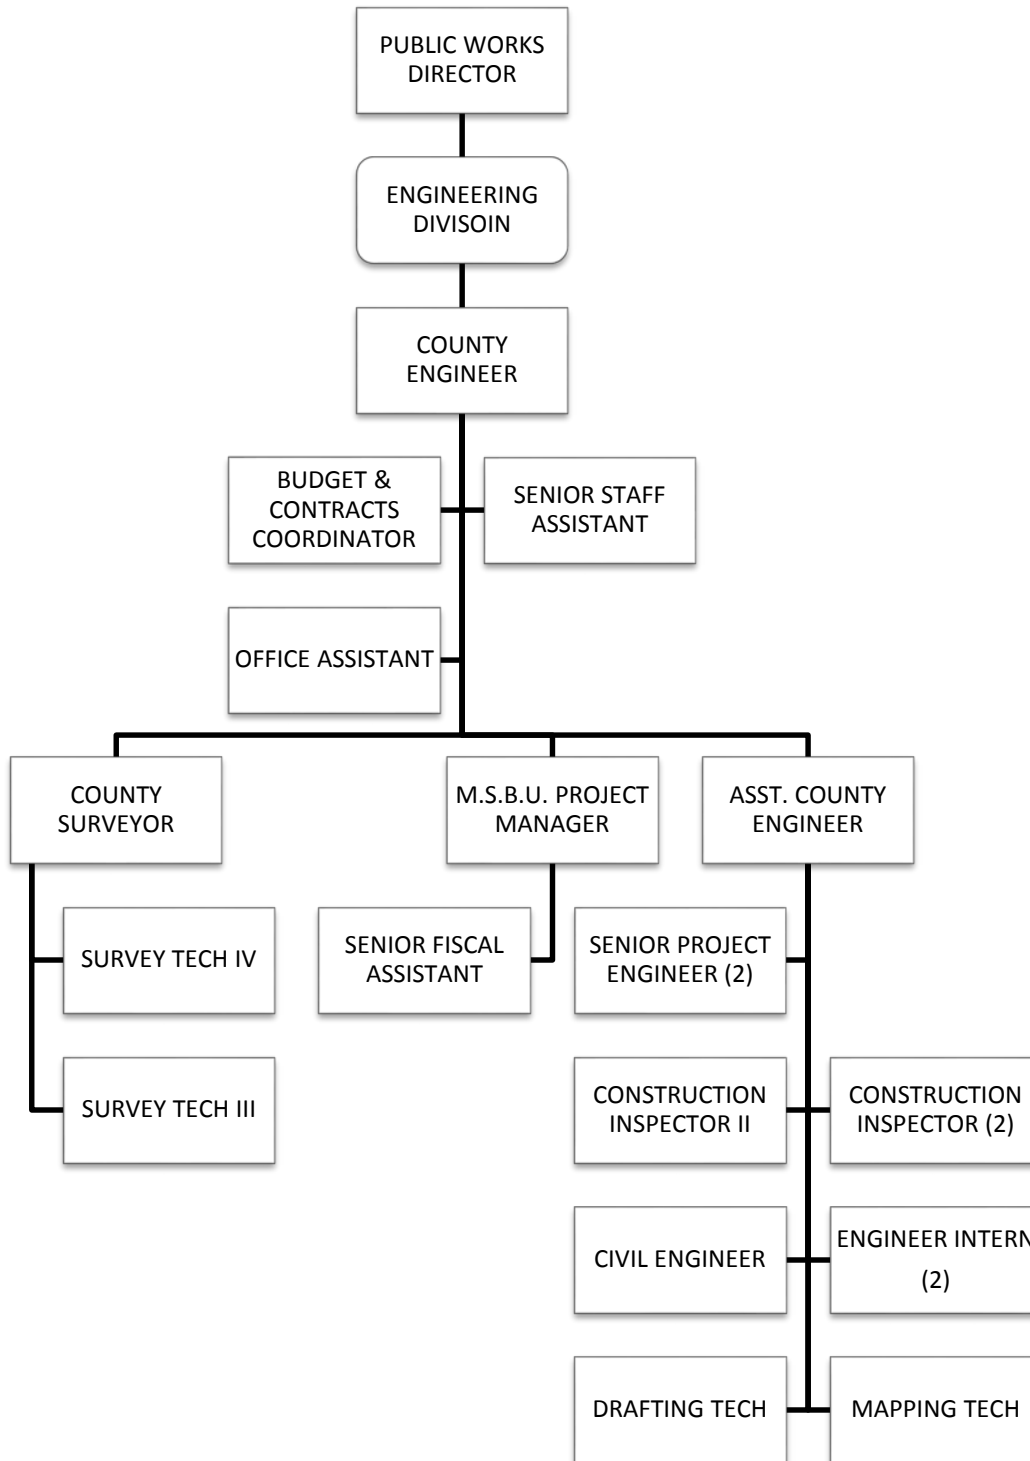 PUBLIC WORKS
DIRECTOR
ENGINEERING
DIVISOIN
COUNTY
ENGINEER
BUDGET &
CONTRACTS
COORDINATOR
SENIOR STAFF
ASSISTANT
OFFICE ASSISTANT
COUNTY
SURVEYOR
M.S.B.U. PROJECT
MANAGER
ASST. COUNTY
ENGINEER
SURVEY TECH IV
SENIOR FISCAL
ASSISTANT
SENIOR PROJECT
ENGINEER (2)
SURVEY TECH III
CONSTRUCTION
INSPECTOR II
CONSTRUCTION
INSPECTOR (2)
CIVIL ENGINEER
ENGINEER INTERN
(2)
DRAFTING TECH
MAPPING TECH